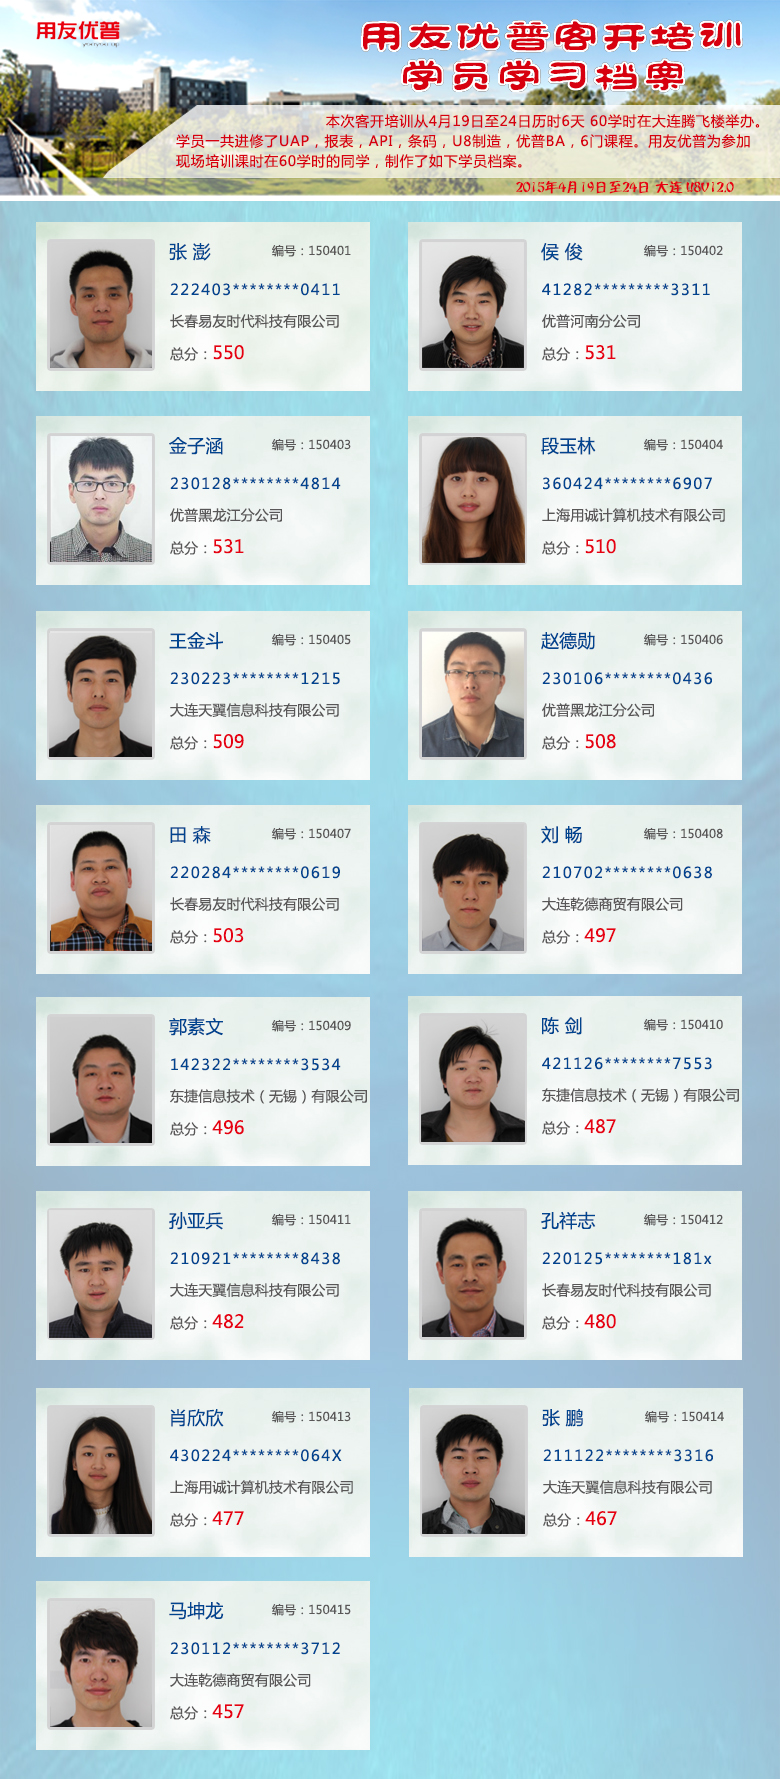 用友优普
用友优普客开培训
学员学习档案
本次客开培训从4月19日至24日历时6天 60学时在大连腾飞楼举办。
学员一共进修了UAP，报表，API，条码，U8制造，优普BA，6门课程。用友优普为参加
现场培训课时在60学时的同学，制作了如下学员档案。
2015年4月19日至24日 大连 U8V12.0
张 澎 编号：150401
222403********0411
长春易友时代科技有限公司
总分：550
侯 俊 编号：150402
41282*********3311
优普河南分公司
总分：531
金子涵 编号：150403
230128********4814
优普黑龙江分公司
总分：531
段玉林 编号：150404
360424********6907
上海用诚计算机技术有限公司
总分：510
王金斗 编号：150405
230223********1215
大连天翼信息科技有限公司
总分：509
赵德勋 编号：150406
230106********0436
优普黑龙江分公司
总分：508
田 森 编号：150407
220284********0619
长春易友时代科技有限公司
总分：503
刘 畅 编号：150408
210702********0638
大连乾德商贸有限公司
总分：497
郭素文 编号：150409
142322********3534
东捷信息技术（无锡）有限公司
总分：496
陈 剑 编号：150410
421126********7553
东捷信息技术（无锡）有限公司
总分：487
孙亚兵 编号：150411
210921********8438
大连天翼信息科技有限公司
总分：482
孔祥志 编号：150412
220125********181x
长春易友时代科技有限公司
总分：480
肖欣欣 编号：150413
430224********064X
上海用诚计算机技术有限公司
总分：477
张 鹏 编号：150414
211122********3316
大连天翼信息科技有限公司
总分：467
马坤龙 编号：150415
230112********3712
大连乾德商贸有限公司
总分：457